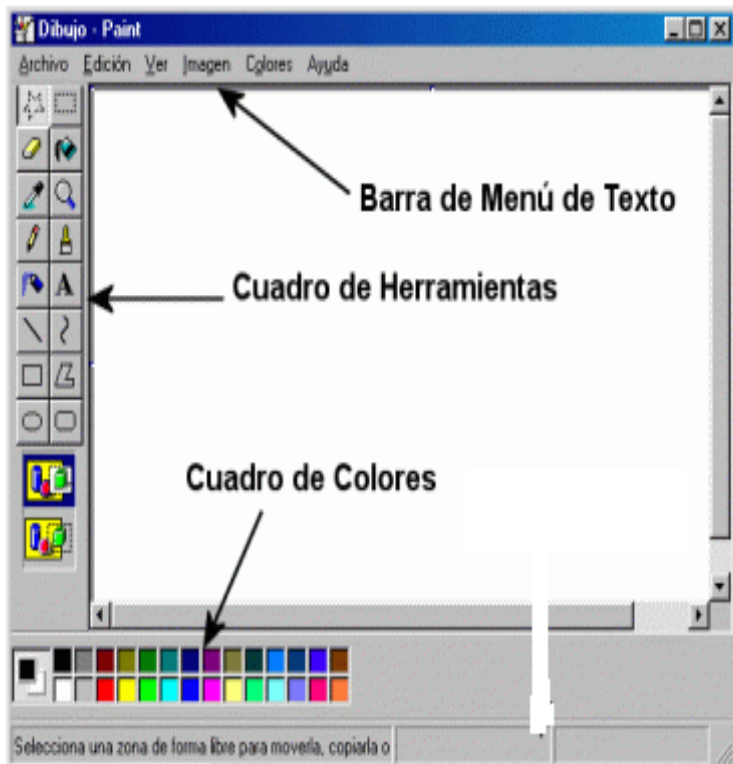 Dibujo - Paint
Archivo Edición Ver Imagen Colores Ayuda
Barra de Menú de Texto
A
Cuadro de Herramientas
Cuadro de Colores
Selecciona una zona de forma libre para moverla, copiarla o